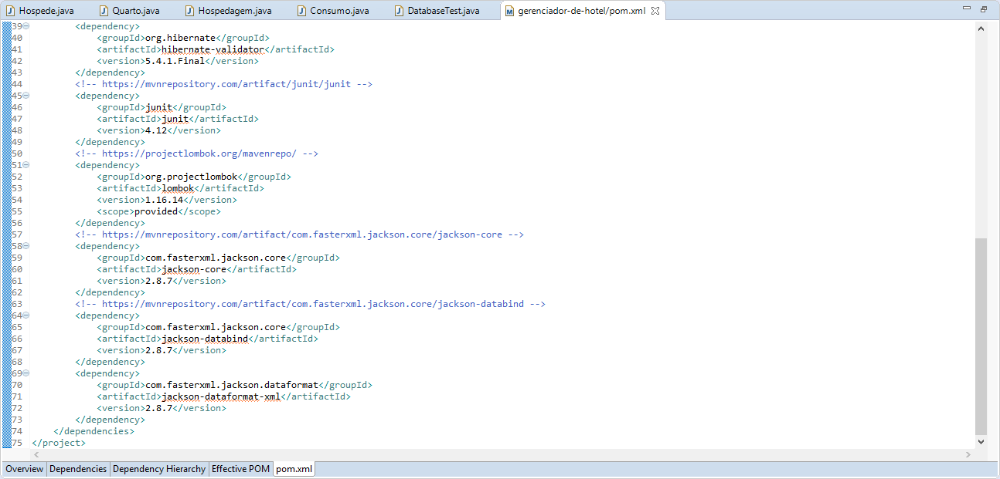 Hospede.java Quarto.java Hospedagem.java Consumo.java DatabaseTest.java gerenciador-de-hotel/pom.xml
39 <dependency>
40 <groupId>org.hibernate</groupId>
41 <artifactId>hibernate-validator</artifactId>
42 <version>5.4.1.Final</version>
43 </dependency>
44 <!-- https://mvnrepository.com/artifact/junit/junit -->
45 <dependency>
46 <groupId>junit</groupId>
47 <artifactId>junit</artifactId>
48 <version>4.12</version>
49 </dependency>
50 <!-- https://projectlombok.org/mavenrepo/ -->
51 <dependency>
52 <groupId>org.projectlombok</groupId>
53 <artifactId>lombok</artifactId>
54 <version>1.16.14</version>
55 <scope>provided</scope>
56 </dependency>
57 <!-- https://mvnrepository.com/artifact/com.fasterxml.jackson.core/jackson-core -->
58 <dependency>
59 <groupId>com.fasterxml.jackson.core</groupId>
60 <artifactId>jackson-core</artifactId>
61 <version>2.8.7</version>
62 </dependency>
63 <!-- https://mvnrepository.com/artifact/com.fasterxml.jackson.core/jackson-databind -->
64 <dependency>
65 <groupId>com.fasterxml.jackson.core</groupId>
66 <artifactId>jackson-databind</artifactId>
67 <version>2.8.7</version>
68 </dependency>
69 <dependency>
70 <groupId>com.fasterxml.jackson.dataformat</groupId>
71 <artifactId>jackson-dataformat-xml</artifactId>
72 <version>2.8.7</version>
73 </dependency>
74 </dependencies>
75 </project>
Overview Dependencies Dependency Hierarchy Effective POM pom.xml